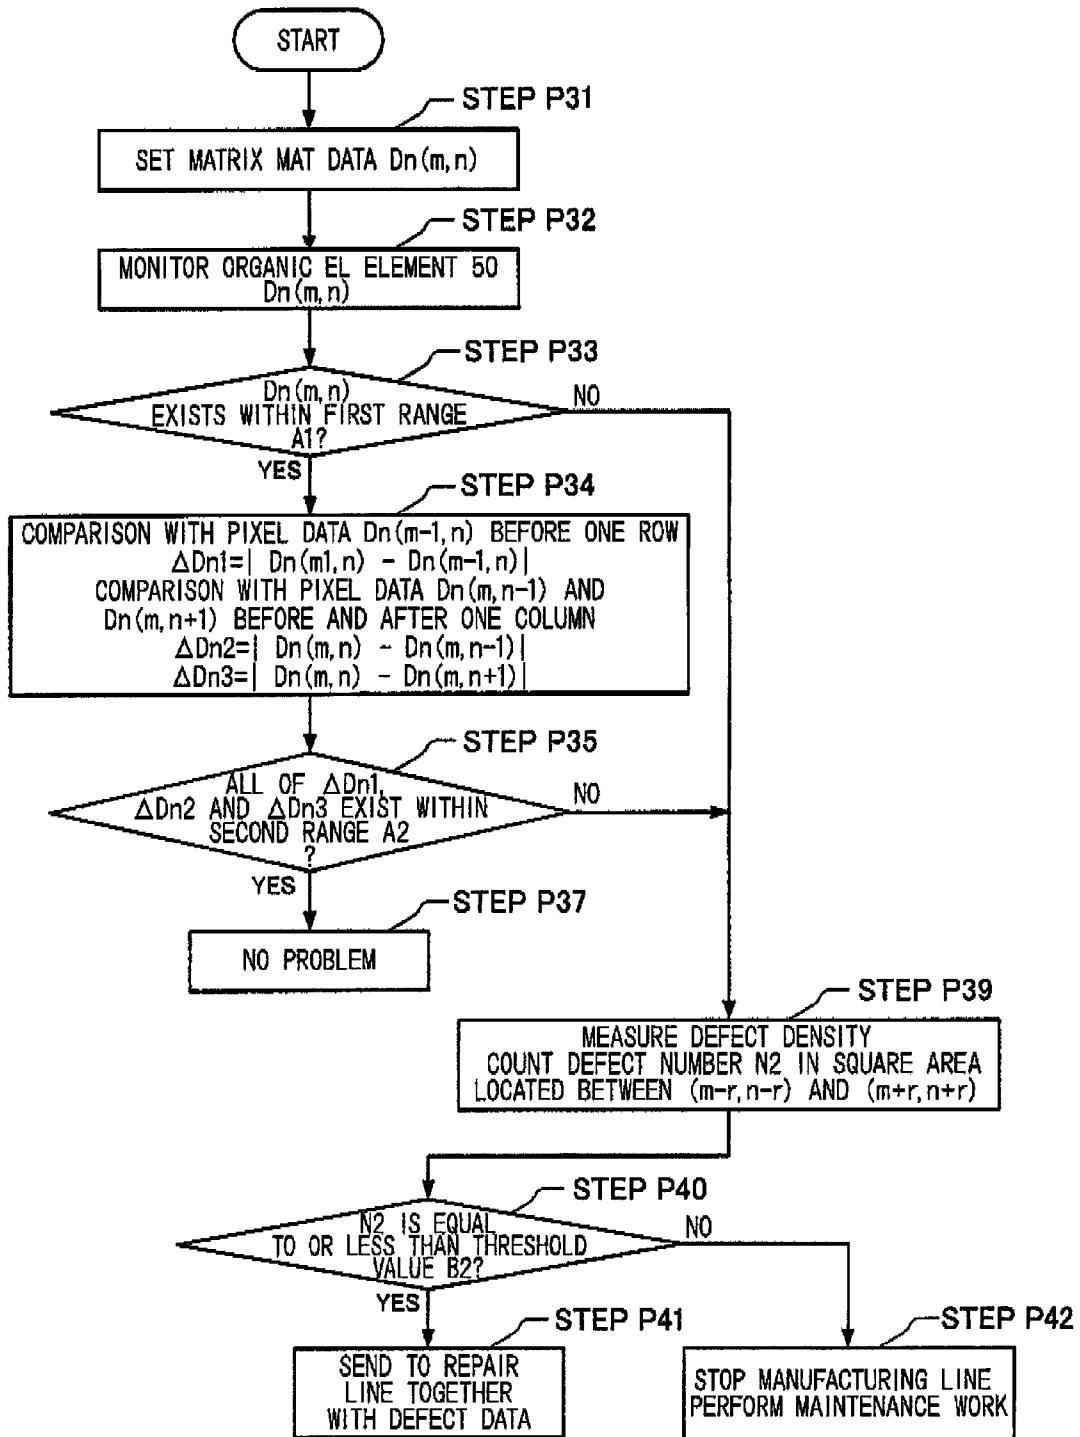 START
STEP P31
SET MATRIX MAT DATA Dn(m,n)
STEP P32
MONITOR ORGANIC EL ELEMENT 50
Dn(m,n)
STEP P33
Dn(m,n)
EXISTS WITHIN FIRST RANGE
A1?
NO
YES
STEP P34
COMPARISON WITH PIXEL DATA Dn(m-1,n) BEFORE ONE ROW
ΔDn1=| Dn(m1,n) - Dn(m-1,n)|
COMPARISON WITH PIXEL DATA Dn(m,n-1) AND
Dn(m,n+1) BEFORE AND AFTER ONE COLUMN
ΔDn2=| Dn(m,n) - Dn(m,n-1)|
ΔDn3=| Dn(m,n) - Dn(m,n+1)|
STEP P35
ALL OF ΔDn1,
ΔDn2 AND ΔDn3 EXIST WITHIN
SECOND RANGE A2
?
NO
YES
STEP P37
NO PROBLEM
STEP P39
MEASURE DEFECT DENSITY
COUNT DEFECT NUMBER N2 IN SQUARE AREA
LOCATED BETWEEN (m-r,n-r) AND (m+r,n+r)
STEP P40
N2 IS EQUAL
TO OR LESS THAN THRESHOLD
VALUE B2?
NO
YES
STEP P41
SEND TO REPAIR
LINE TOGETHER
WITH DEFECT DATA
STEP P42
STOP MANUFACTURING LINE
PERFORM MAINTENANCE WORK